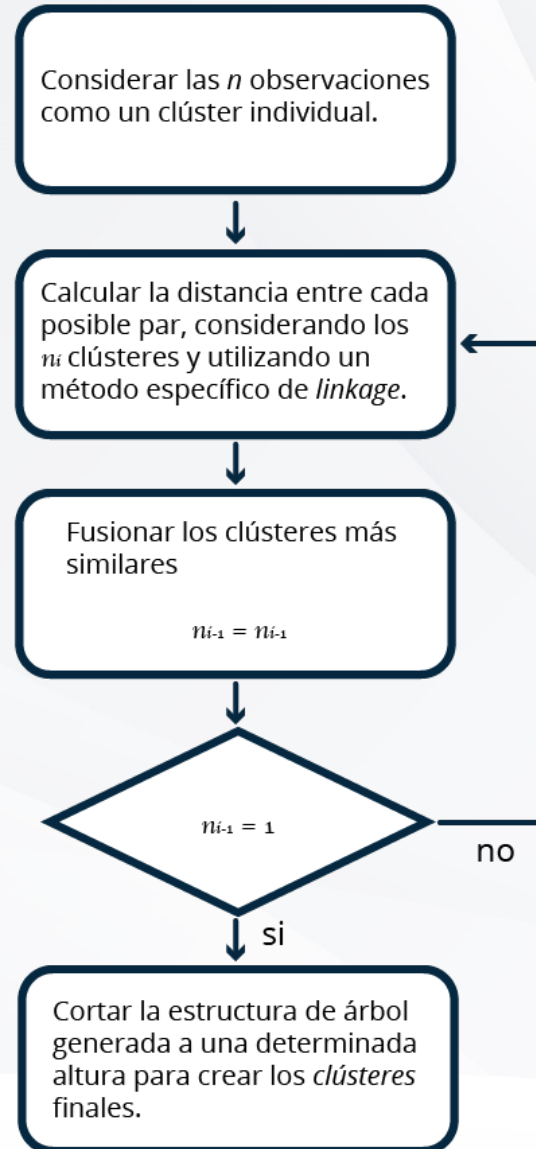 Considerar las n observaciones
como un clúster individual.
Calcular la distancia entre cada
posible par, considerando los
ni clústeres y utilizando un
método específico de linkage.
Fusionar los clústeres más
similares
ni-1 = ni-1
ni-1 = 1
no
si
Cortar la estructura de árbol
generada a una determinada
altura para crear los clústeres
finales.